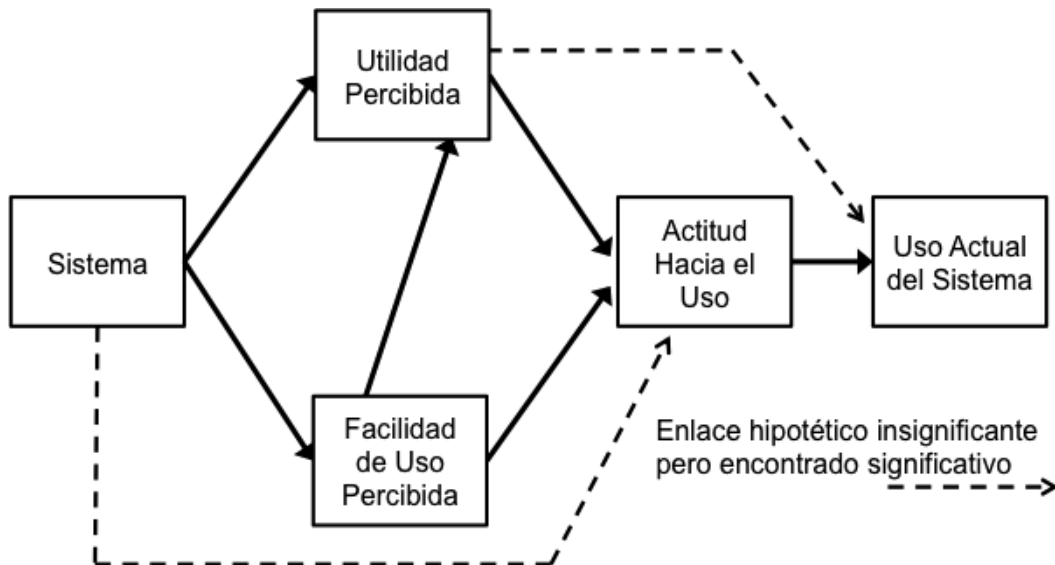 Utilidad
Percibida
Sistema
Actitud
Hacia el
Uso
Uso Actual
del Sistema
Facilidad
de Uso
Percibida
Enlace hipotético insignificante
pero encontrado significativo